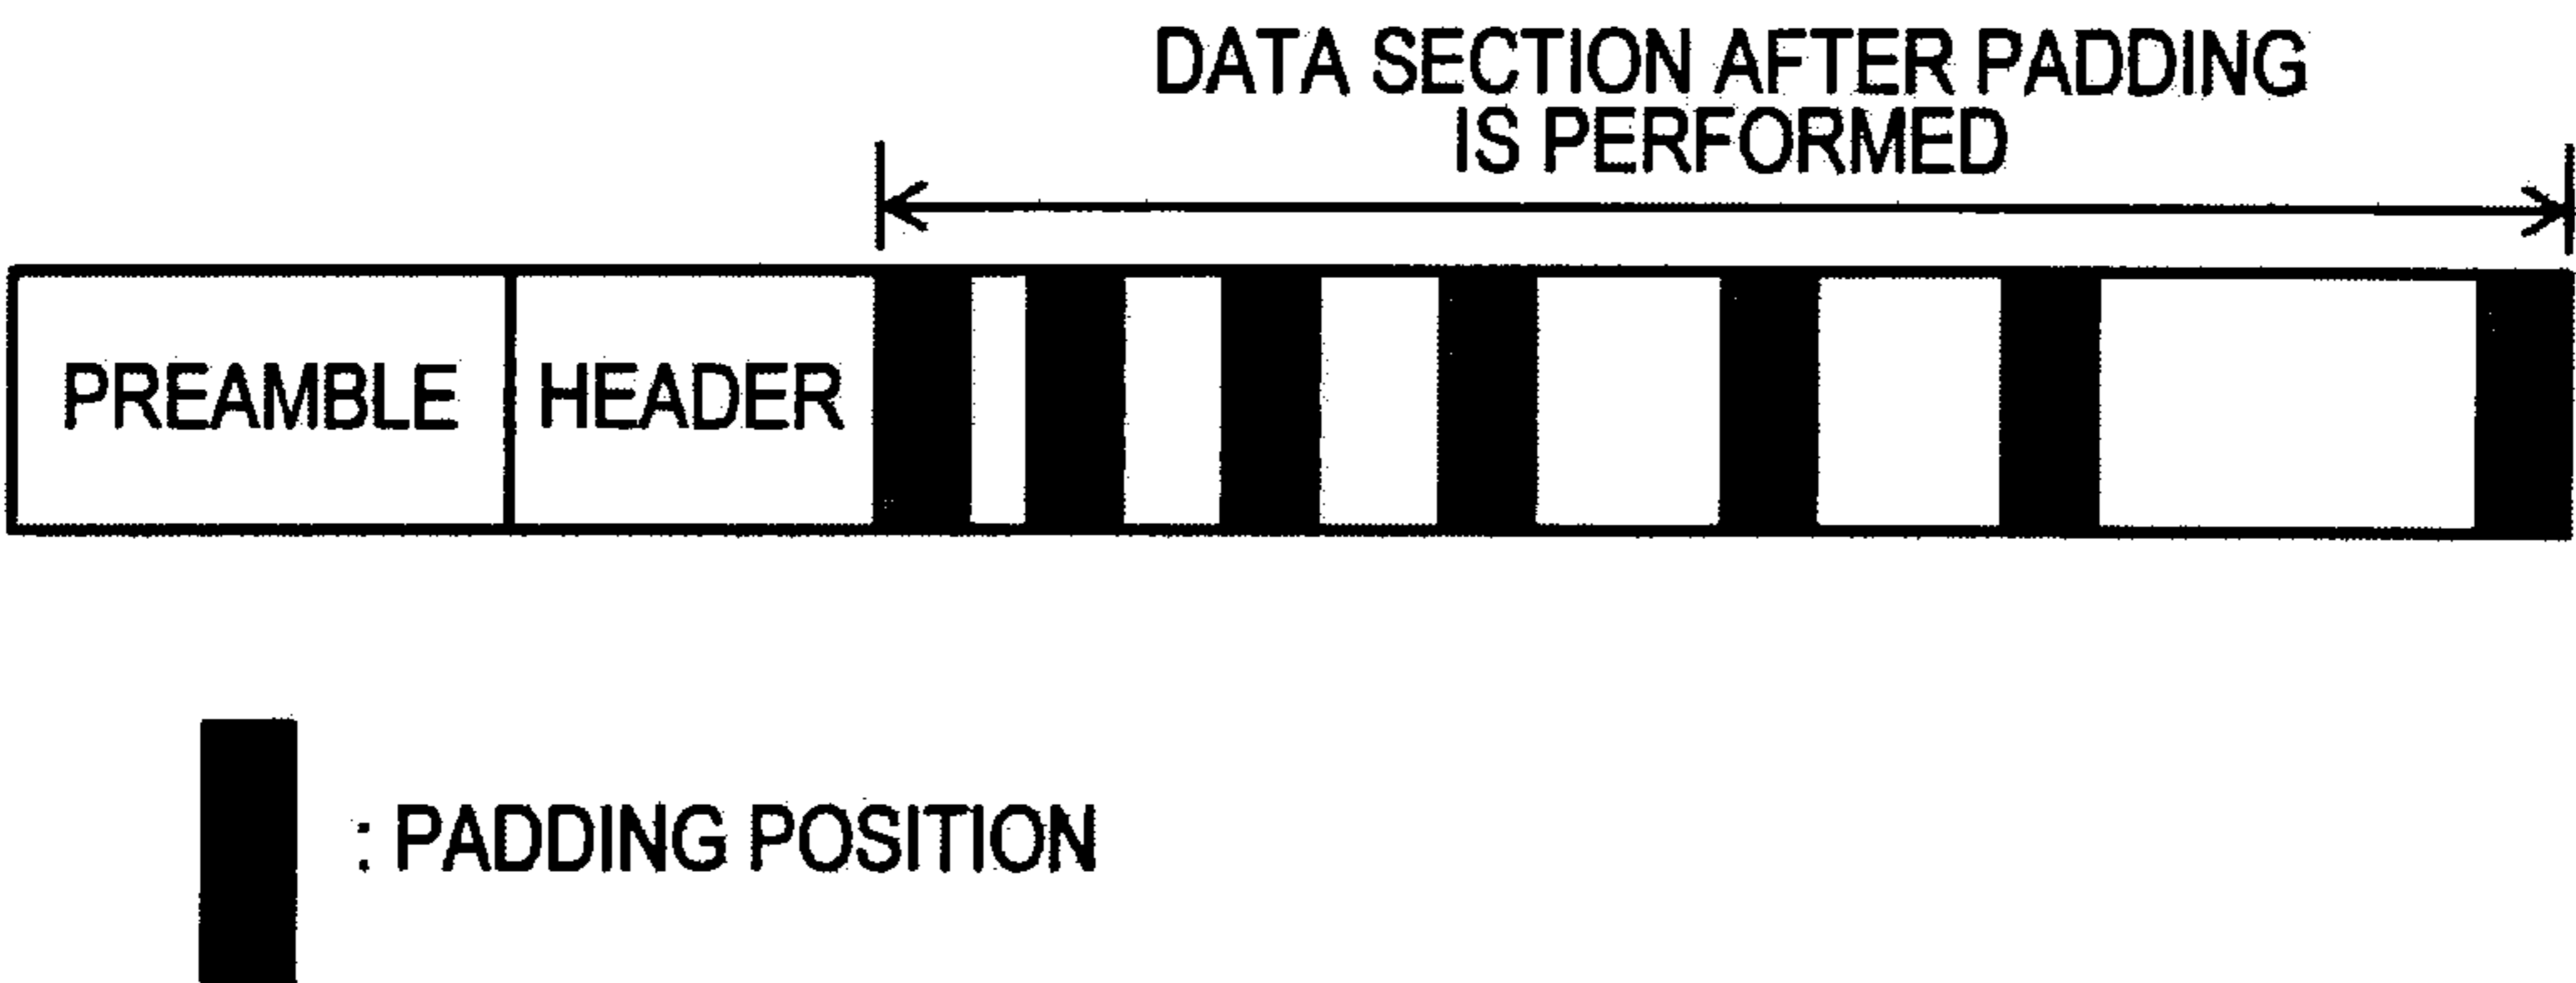 DATA SECTION AFTER PADDING
IS PERFORMED
PREAMBLE
HEADER
: PADDING POSITION